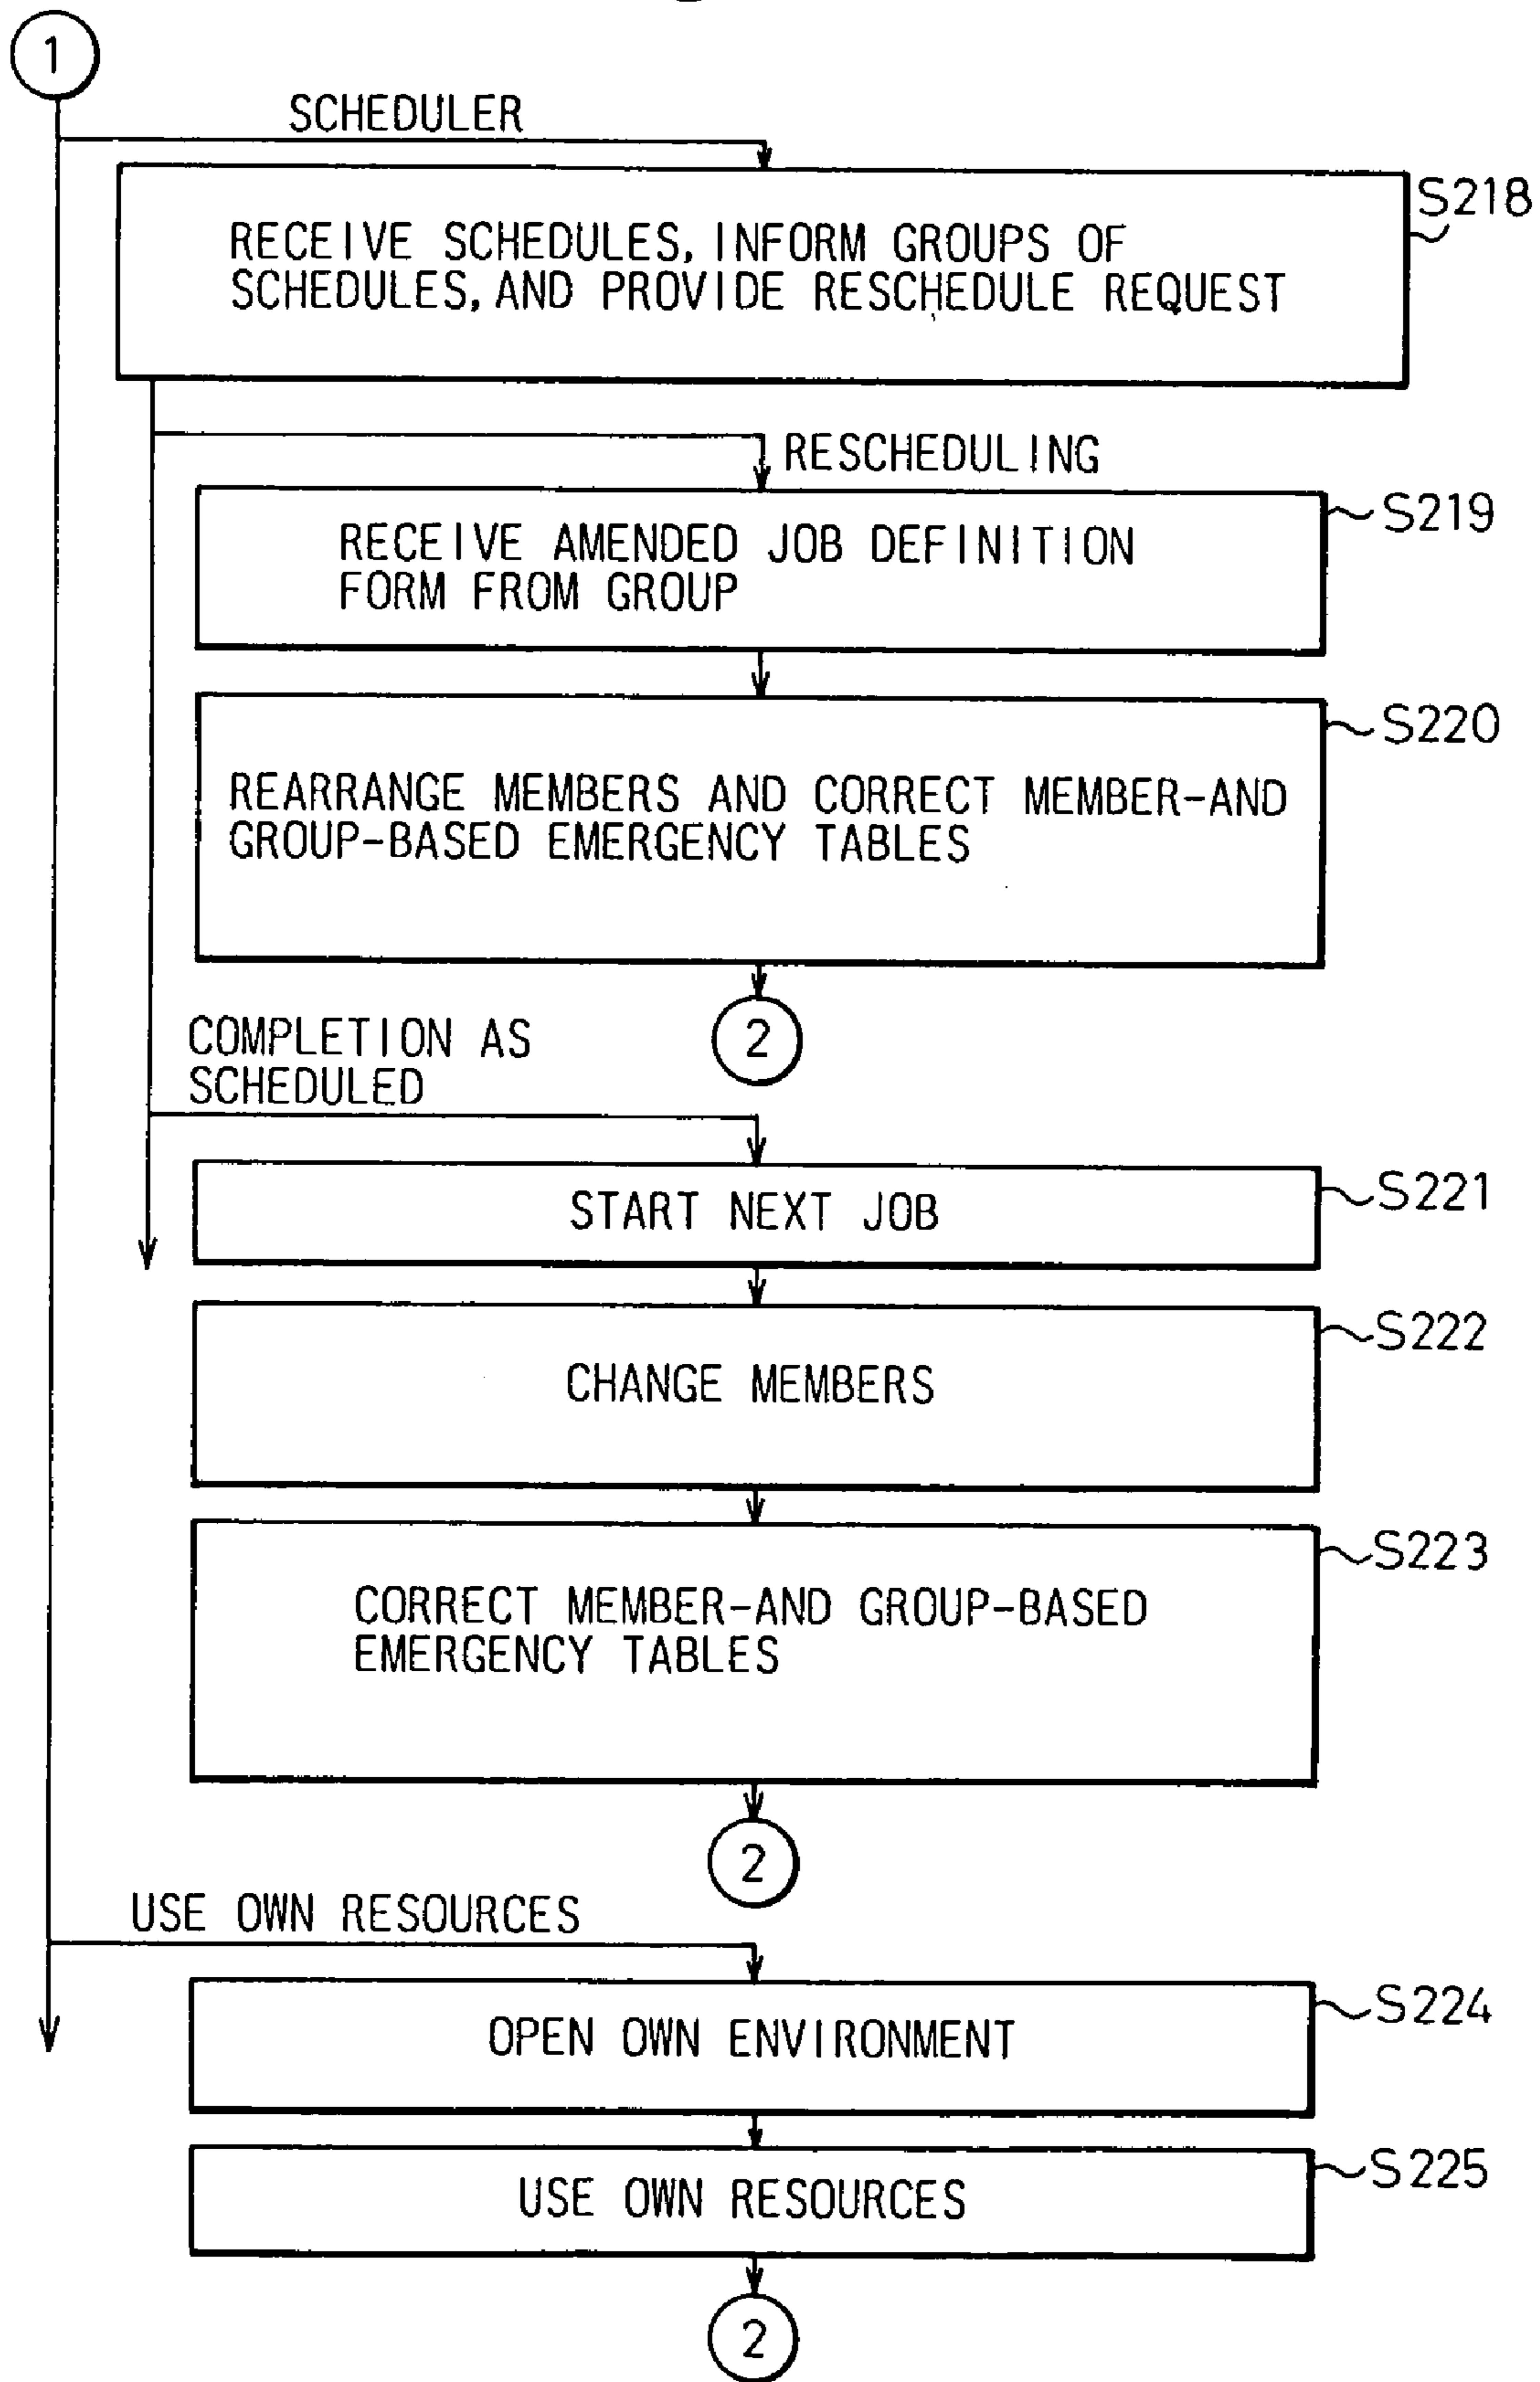 1
SCHEDULER
S218
RECEIVE SCHEDULES, INFORM GROUPS OF
SCHEDULES, AND PROVIDE RESCHEDULE REQUEST
RESCHEDULING
S219
RECEIVE AMENDED JOB DEFINITION
FORM FROM GROUP
S220
REARRANGE MEMBERS AND CORRECT MEMBER-AND
GROUP-BASED EMERGENCY TABLES
2
COMPLETION AS
SCHEDULED
S221
START NEXT JOB
S222
CHANGE MEMBERS
S223
CORRECT MEMBER-AND GROUP-BASED
EMERGENCY TABLES
2
USE OWN RESOURCES
S224
OPEN OWN ENVIRONMENT
S225
USE OWN RESOURCES
2